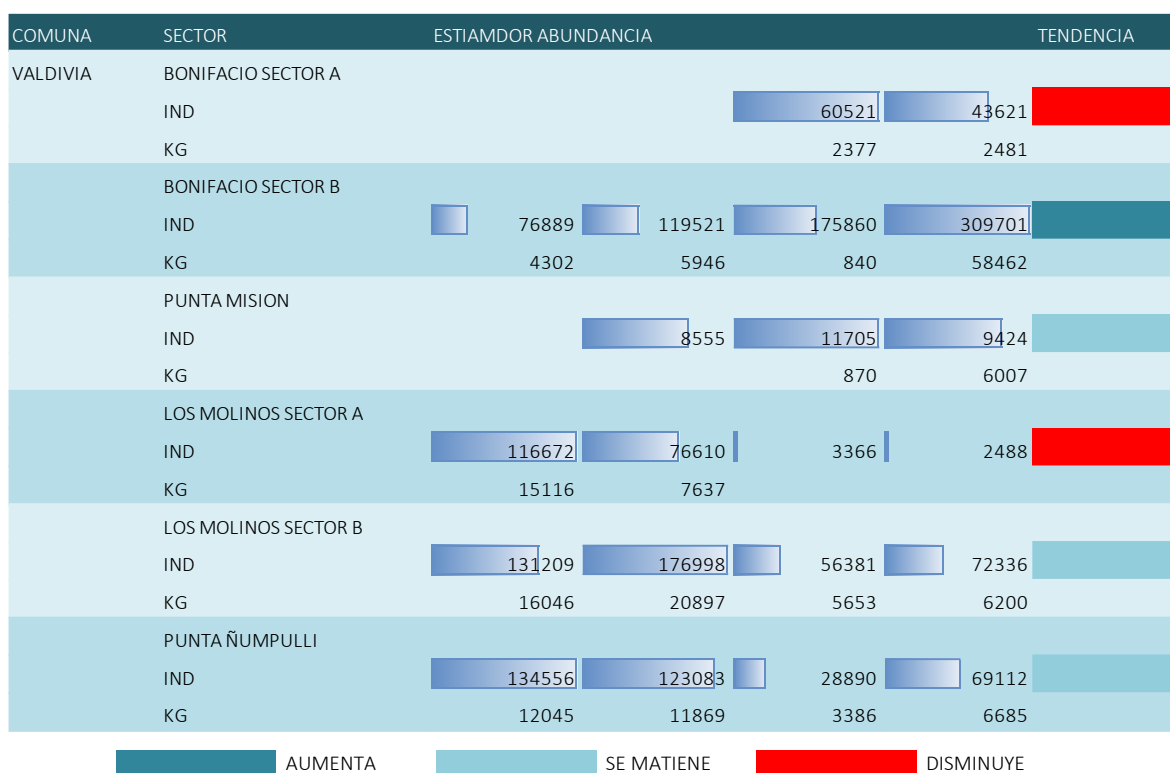 COMUNA SECTOR ESTIAMDOR ABUNDANCIA TENDENCIA
VALDIVIA BONIFACIO SECTOR A
IND 60521 43621
KG 2377 2481
BONIFACIO SECTOR B
IND 76889 119521 175860 309701
KG 4302 5946 840 58462
PUNTA MISION
IND 8555 11705 9424
KG 870 6007
LOS MOLINOS SECTOR A
IND 116672 76610 3366 2488
KG 15116 7637
LOS MOLINOS SECTOR B
IND 131209 176998 56381 72336
KG 16046 20897 5653 6200
PUNTA ÑUMPULLI
IND 134556 123083 28890 69112
KG 12045 11869 3386 6685
AUMENTA SE MATIENE DISMINUYE